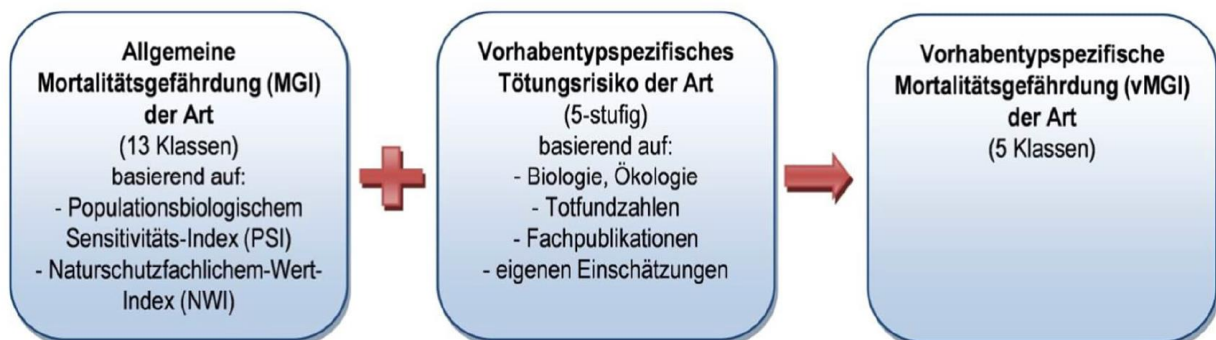 Allgemeine
Mortalitätsgefährdung (MGI)
der Art
(13 Klassen)
basierend auf:
- Populationsbiologischem
Sensitivitäts-Index (PSI)
- Naturschutzfachlichem-Wert-
Index (NWI)
Vorhabentypspezifisches
Tötungsrisiko der Art
(5-stufig)
basierend auf:
- Biologie, Ökologie
- Totfundzahlen
- Fachpublikationen
- eigenen Einschätzungen
Vorhabentypspezifische
Mortalitätsgefährdung (vMGI)
der Art
(5 Klassen)